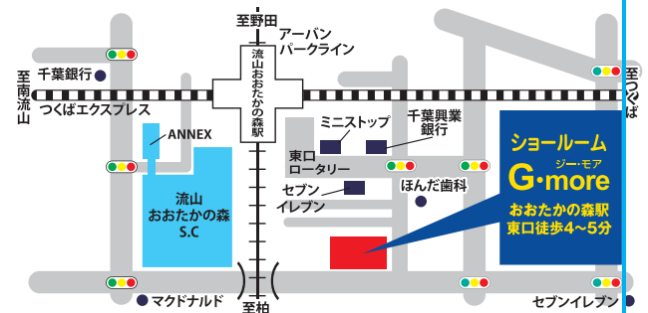 至野田
アーバン
パークライン
千葉銀行
至南流山
つくばエクスプレス
流山おおたかの森駅
至つくば
ANNEX
ミニストップ
千葉興業
銀行
東口
ロータリー
セブン
イレブン
ほんだ歯科
流山
おおたかの森
S.C
ショールーム
ジー・モア
G・more
おおたかの森駅
東口徒歩4〜5分
マクドナルド
至柏
セブンイレブン